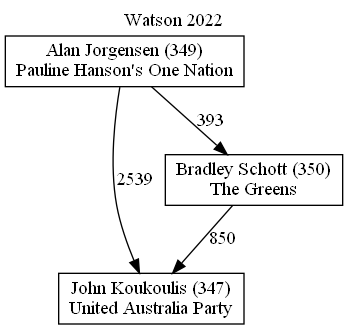 Watson 2022
Alan Jorgensen (349)
Pauline Hanson's One Nation
393
Bradley Schott (350)
The Greens
2539
850
John Koukoulis (347)
United Australia Party